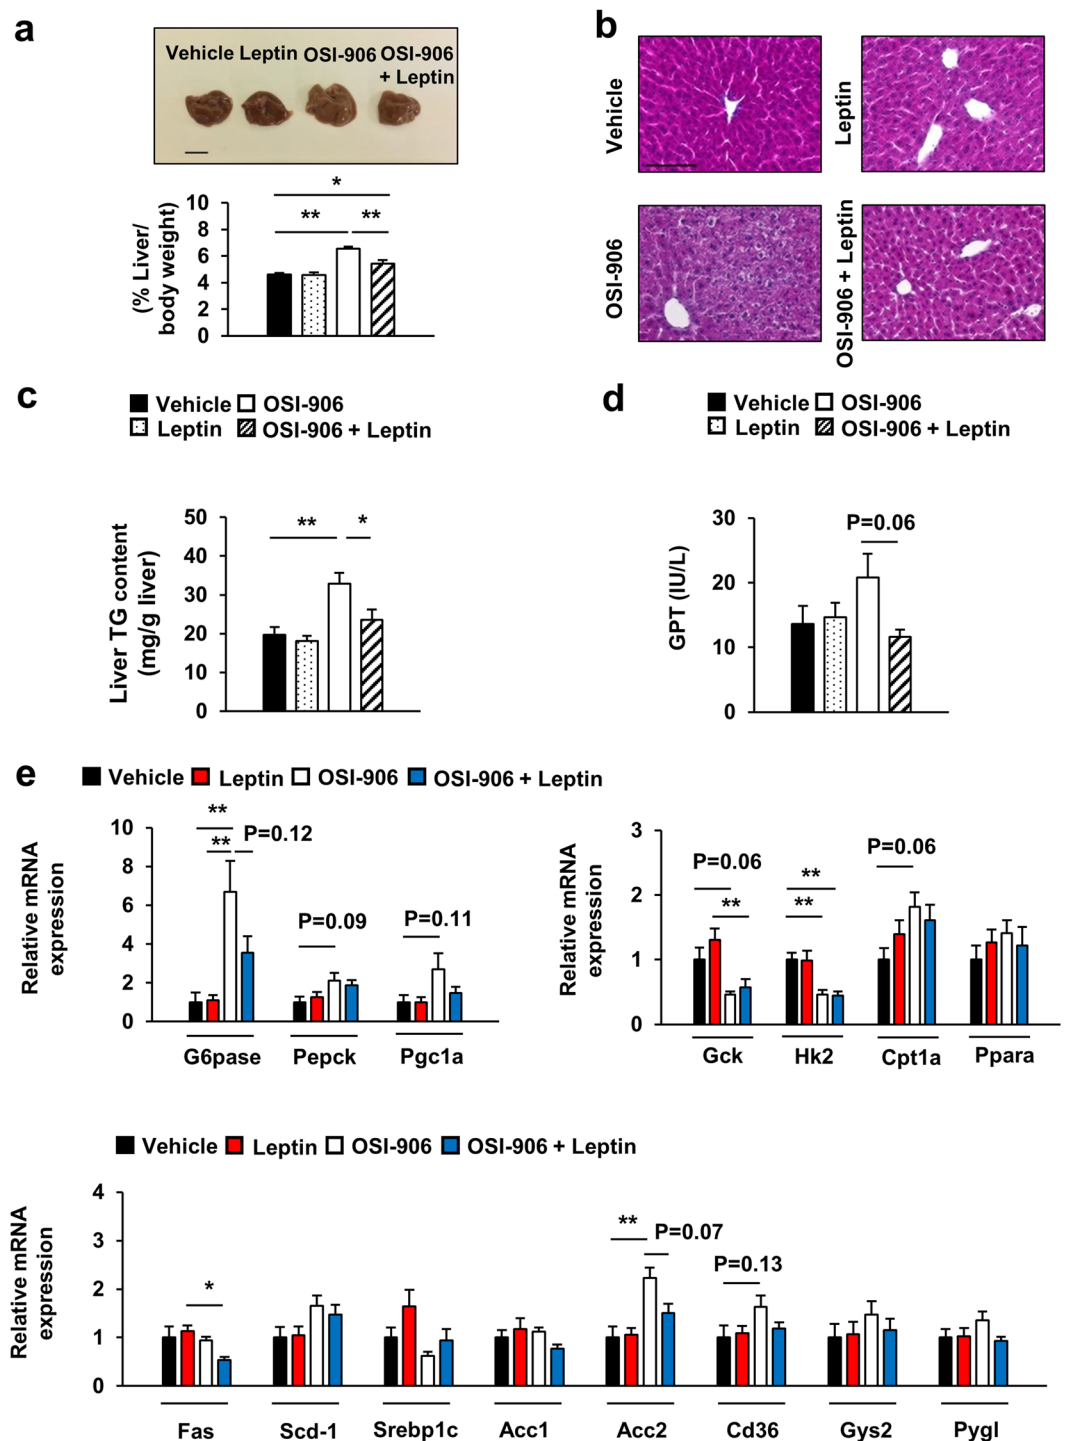 a
Vehicle Leptin OSI-906 OSI-906
+ Leptin
*
** **
(% Liver/
body weight)
10
8
6
4
2
0
b
Vehicle
Leptin
OSI-906
OSI-906 + Leptin
c
Vehicle OSI-906
Leptin OSI-906 + Leptin
Liver TG content
(mg/g liver)
50
40
30
20
10
0
** *
d
Vehicle OSI-906
Leptin OSI-906 + Leptin
GPT (IU/L)
30
20
10
0
P=0.06
e
Vehicle Leptin OSI-906 OSI-906 + Leptin
Relative mRNA
expression
10
8
6
4
2
0
**
**
P=0.12
P=0.09
P=0.11
G6pase Pepck Pgc1a
Relative mRNA
expression
3
2
1
0
P=0.06
**
**
**
P=0.06
Gck Hk2 Cpt1a Ppara
Vehicle Leptin OSI-906 OSI-906 + Leptin
Relative mRNA
expression
4
3
2
1
0
*
**
P=0.07
P=0.13
Fas Scd-1 Srebp1c Acc1 Acc2 Cd36 Gys2 Pygl